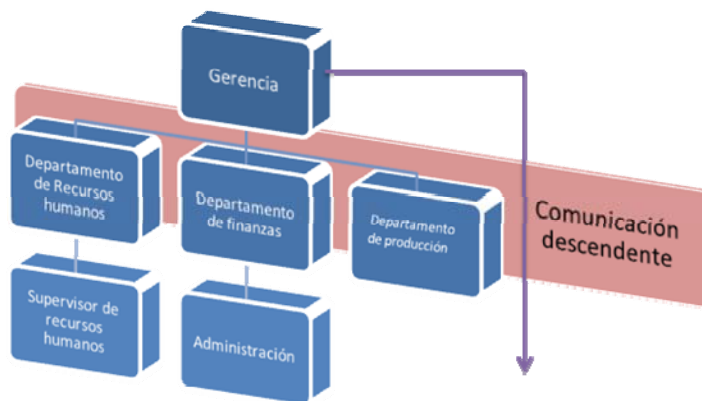 Gerencia
Departamento
de Recursos
humanos
Departamento
de finanzas
Departamento
de producción
Comunicación
descendente
Supervisor de
recursos
humanos
Administración